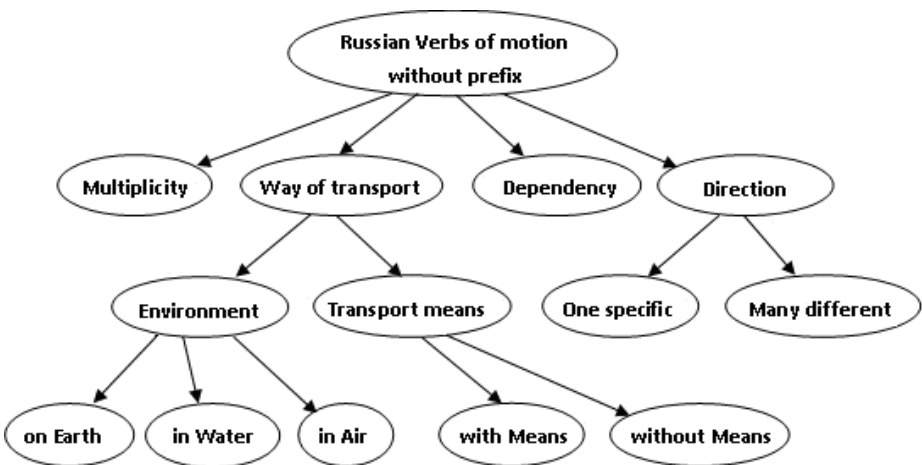 Russian Verbs of motion
without prefix
Multiplicity
Way of transport
Dependency
Direction
Environment
Transport means
One specific
Many different
on Earth
in Water
in Air
with Means
without Means